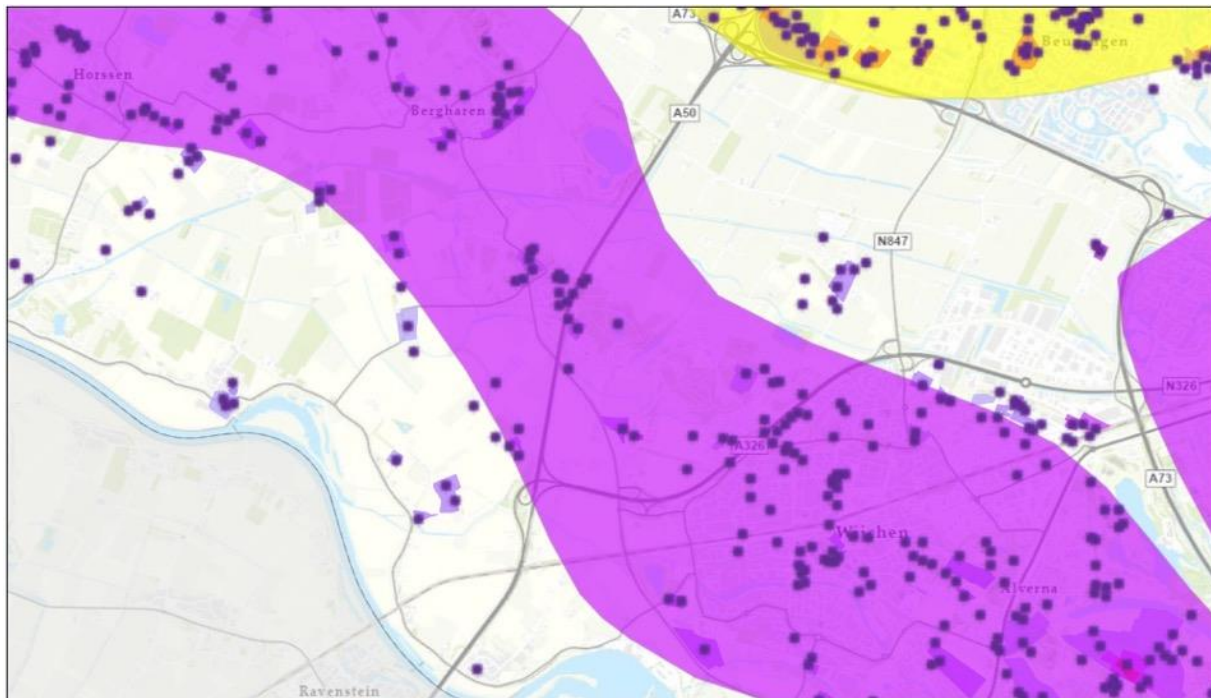 A73
Beuningen
Horssen
Bergharen
A50
N847
N326
A326
A73
Wijchen
Alverna
Ravenstein